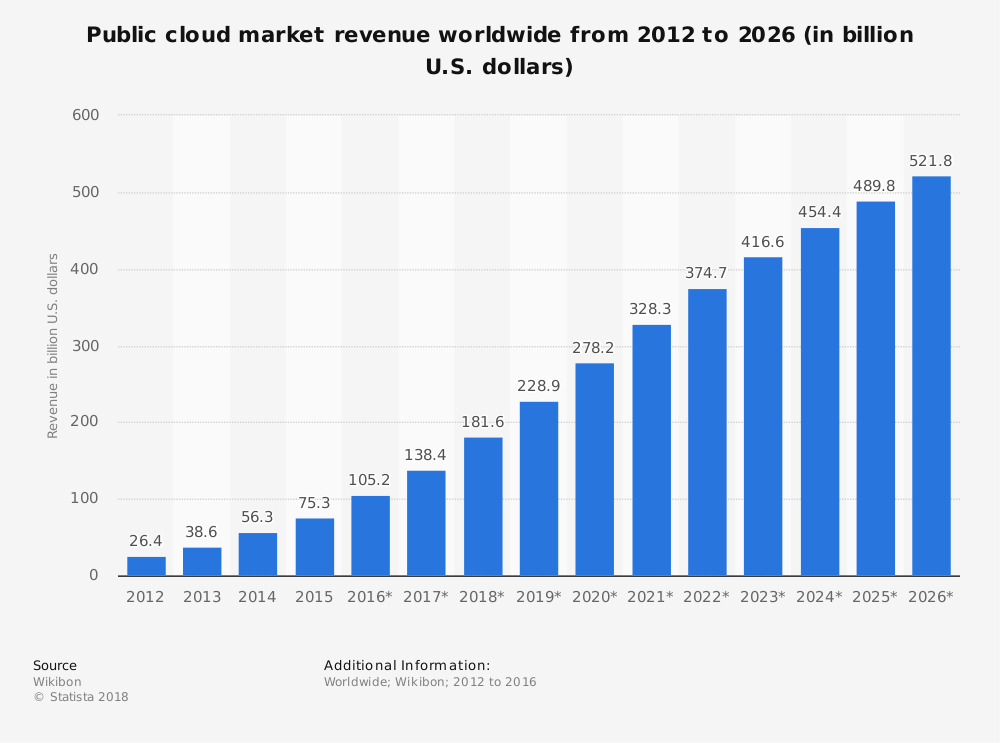 Public cloud market revenue worldwide from 2012 to 2026 (in billion
U.S. dollars)
Revenue in billion U.S. dollars
600
500
400
300
200
100
0
26.4
38.6
56.3
75.3
105.2
138.4
181.6
228.9
278.2
328.3
374.7
416.6
454.4
489.8
521.8
2012 2013 2014 2015 2016* 2017* 2018* 2019* 2020* 2021* 2022* 2023* 2024* 2025* 2026*
Source
Wikibon
© Statista 2018
Additional Information:
Worldwide; Wikibon; 2012 to 2016